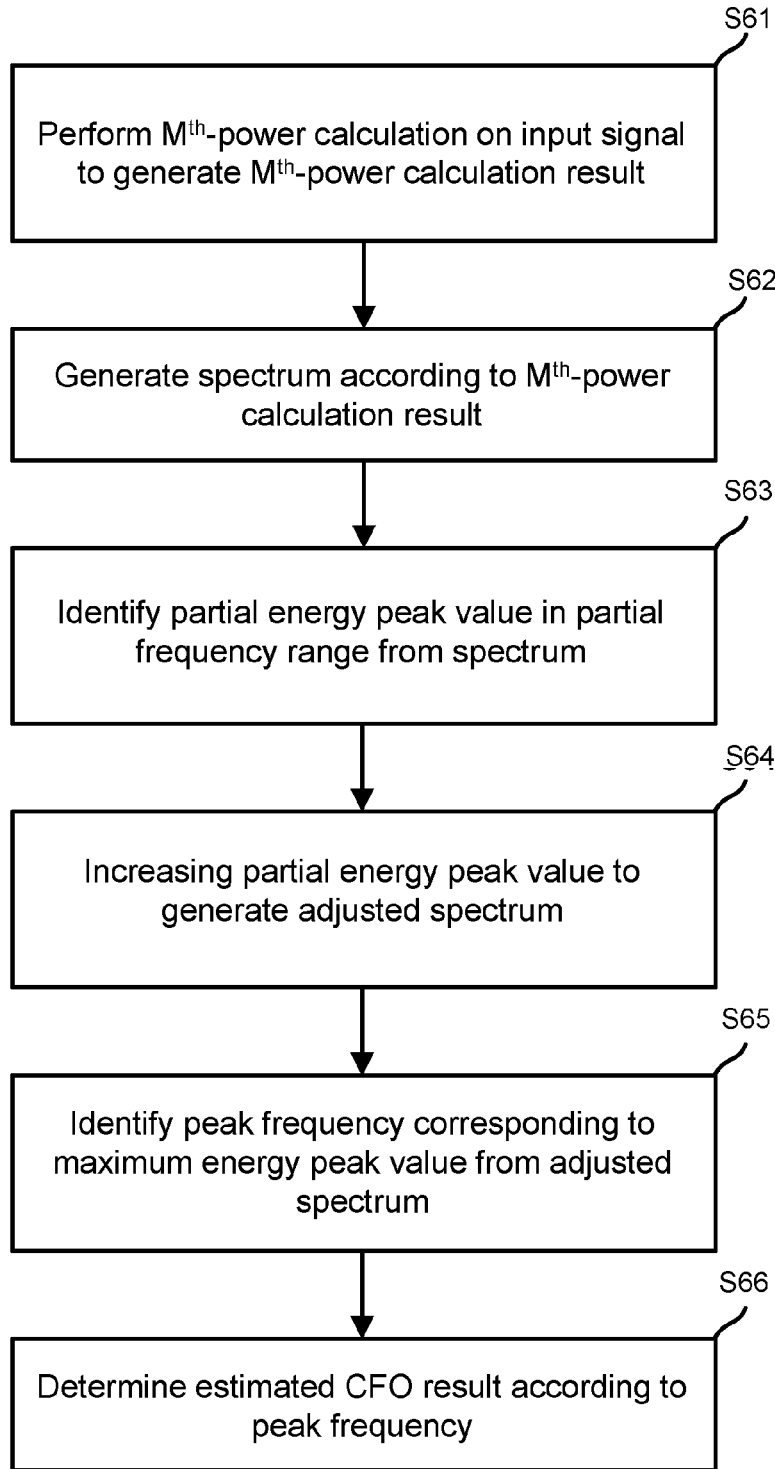 S61
Perform Mth-power calculation on input signal
to generate Mth-power calculation result
S62
Generate spectrum according to Mth-power
calculation result
S63
Identify partial energy peak value in partial
frequency range from spectrum
S64
Increasing partial energy peak value to
generate adjusted spectrum
S65
Identify peak frequency corresponding to
maximum energy peak value from adjusted
spectrum
S66
Determine estimated CFO result according to
peak frequency